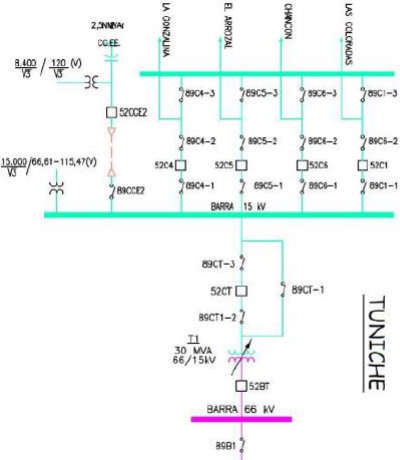 LA GONZALINA
EL ARROZAL
CHANCON
LAS COLORADAS
CC.EE.
8.400/√3 / 120/√3 (V)
52CCE2
89CCE2
15.000/√3 /66,61-115,47(V)
89C4-3
89C5-3
89C6-3
89C1-3
89C4-2
89C5-2
89C6-2
89C6-2
52C4
52C5
52C6
52C1
89C4-1
89C5-1
89C6-1
89C1-1
BARRA 15 kV
89CT-3
52CT
89CT-1
89CT1-2
T1
30 MVA
66/15kV
52BT
BARRA 66 kV
89B1
TUNICHE